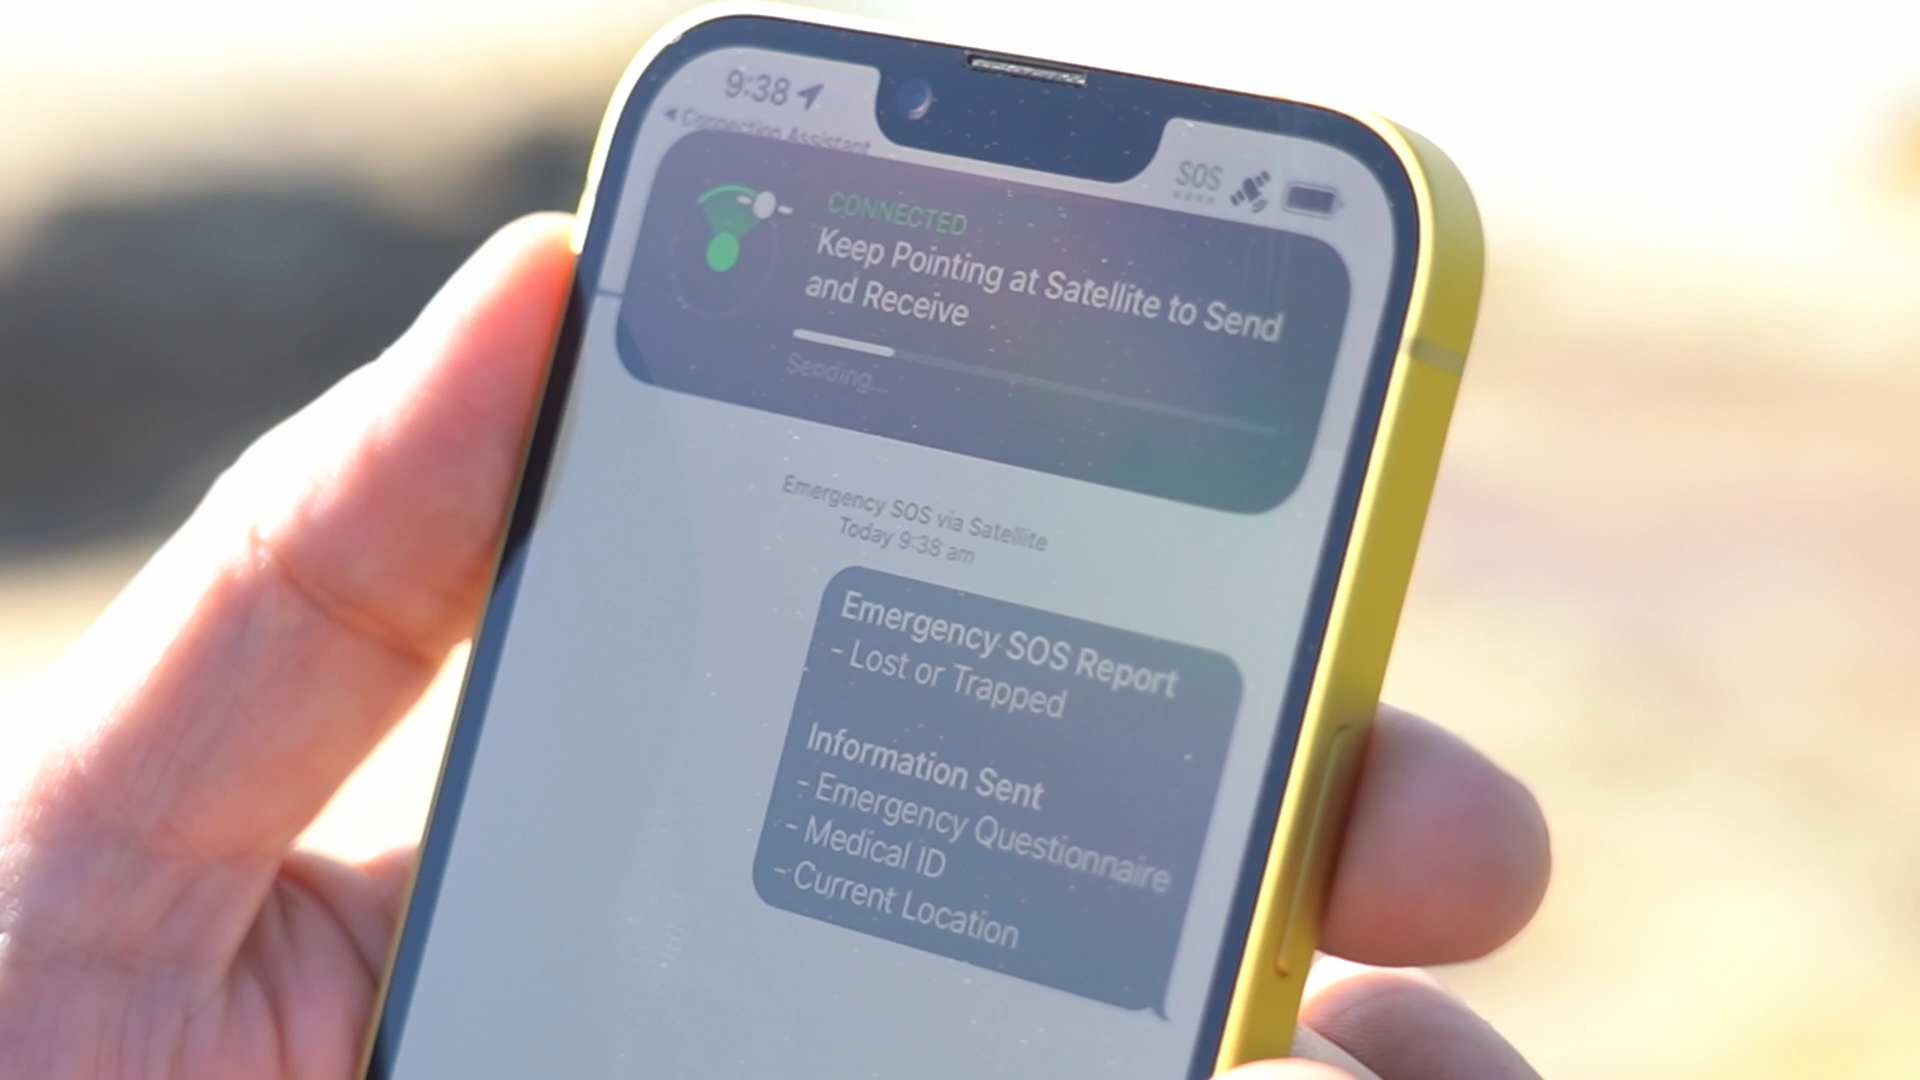 9:38
Connection Assistant
SOS
CONNECTED
Keep Pointing at Satellite to Send
and Receive
Sending...
Emergency SOS via Satellite
Today 9:38 am
Emergency SOS Report
- Lost or Trapped
Information Sent
- Emergency Questionnaire
- Medical ID
- Current Location